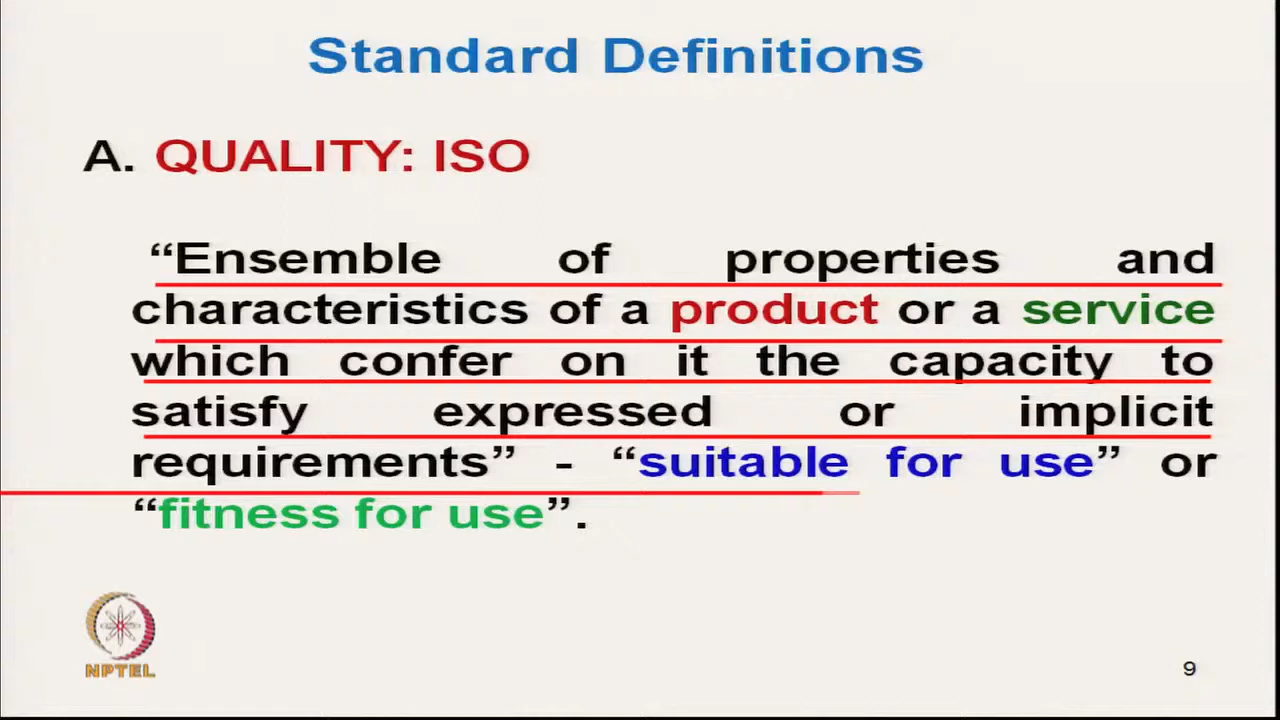 Standard Definitions
A. QUALITY: ISO
“Ensemble of properties and
characteristics of a product or a service
which confer on it the capacity to
satisfy expressed or implicit
requirements” - “suitable for use” or
“fitness for use”.
NPTEL
9